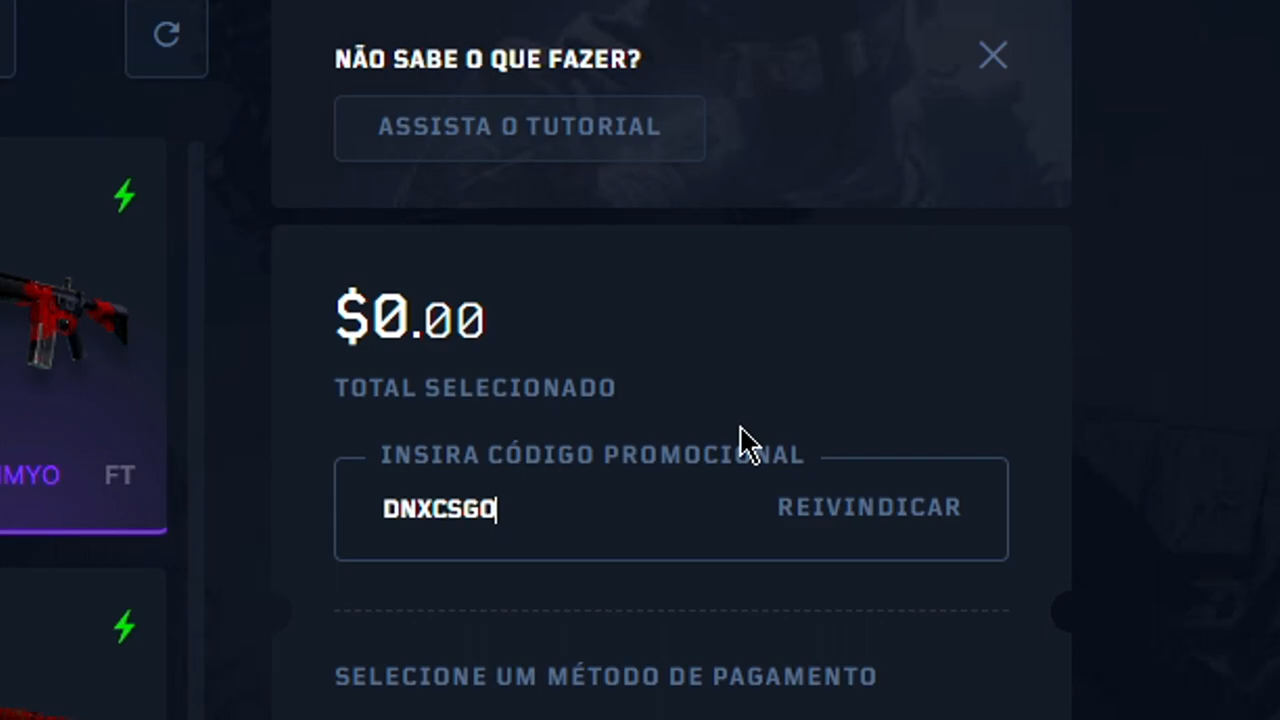 NÃO SABE O QUE FAZER?
ASSISTA O TUTORIAL
$0.00
TOTAL SELECIONADO
INSIRA CÓDIGO PROMOCIONAL
DNXCSGO
REIVINDICAR
FT
SELECIONE UM MÉTODO DE PAGAMENTO